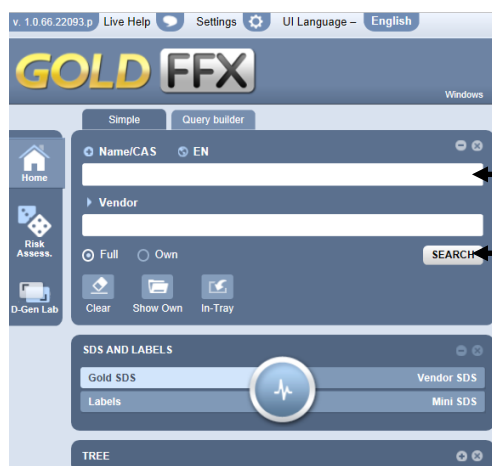 v. 1.0.66.22093.p Live Help Settings UI Language – English
GOLD FFX
Windows
Simple Query builder
Name/CAS EN
Home
Vendor
Risk Assess.
Full Own SEARCH
D-Gen Lab
Clear Show Own In-Tray
SDS AND LABELS
Gold SDS Vendor SDS
Labels Mini SDS
TREE